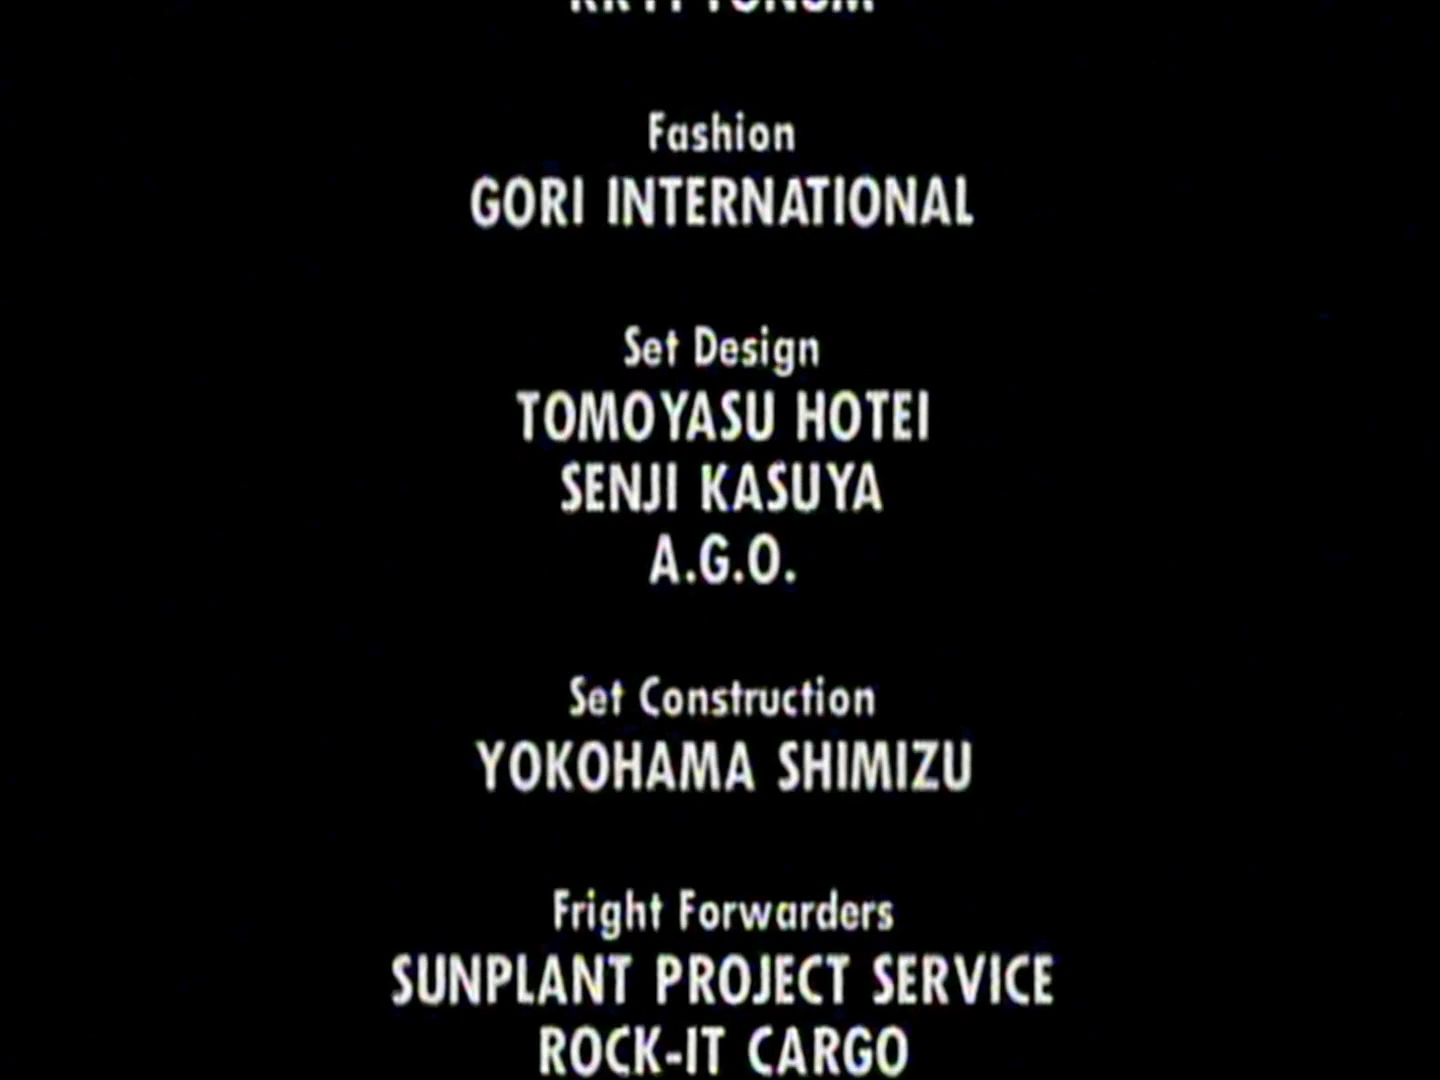 Fashion
GORI INTERNATIONAL
Set Design
TOMOYASU HOTEI
SENJI KASUYA
A.G.O.
Set Construction
YOKOHAMA SHIMIZU
Fright Forwarders
SUNPLANT PROJECT SERVICE
ROCK-IT CARGO